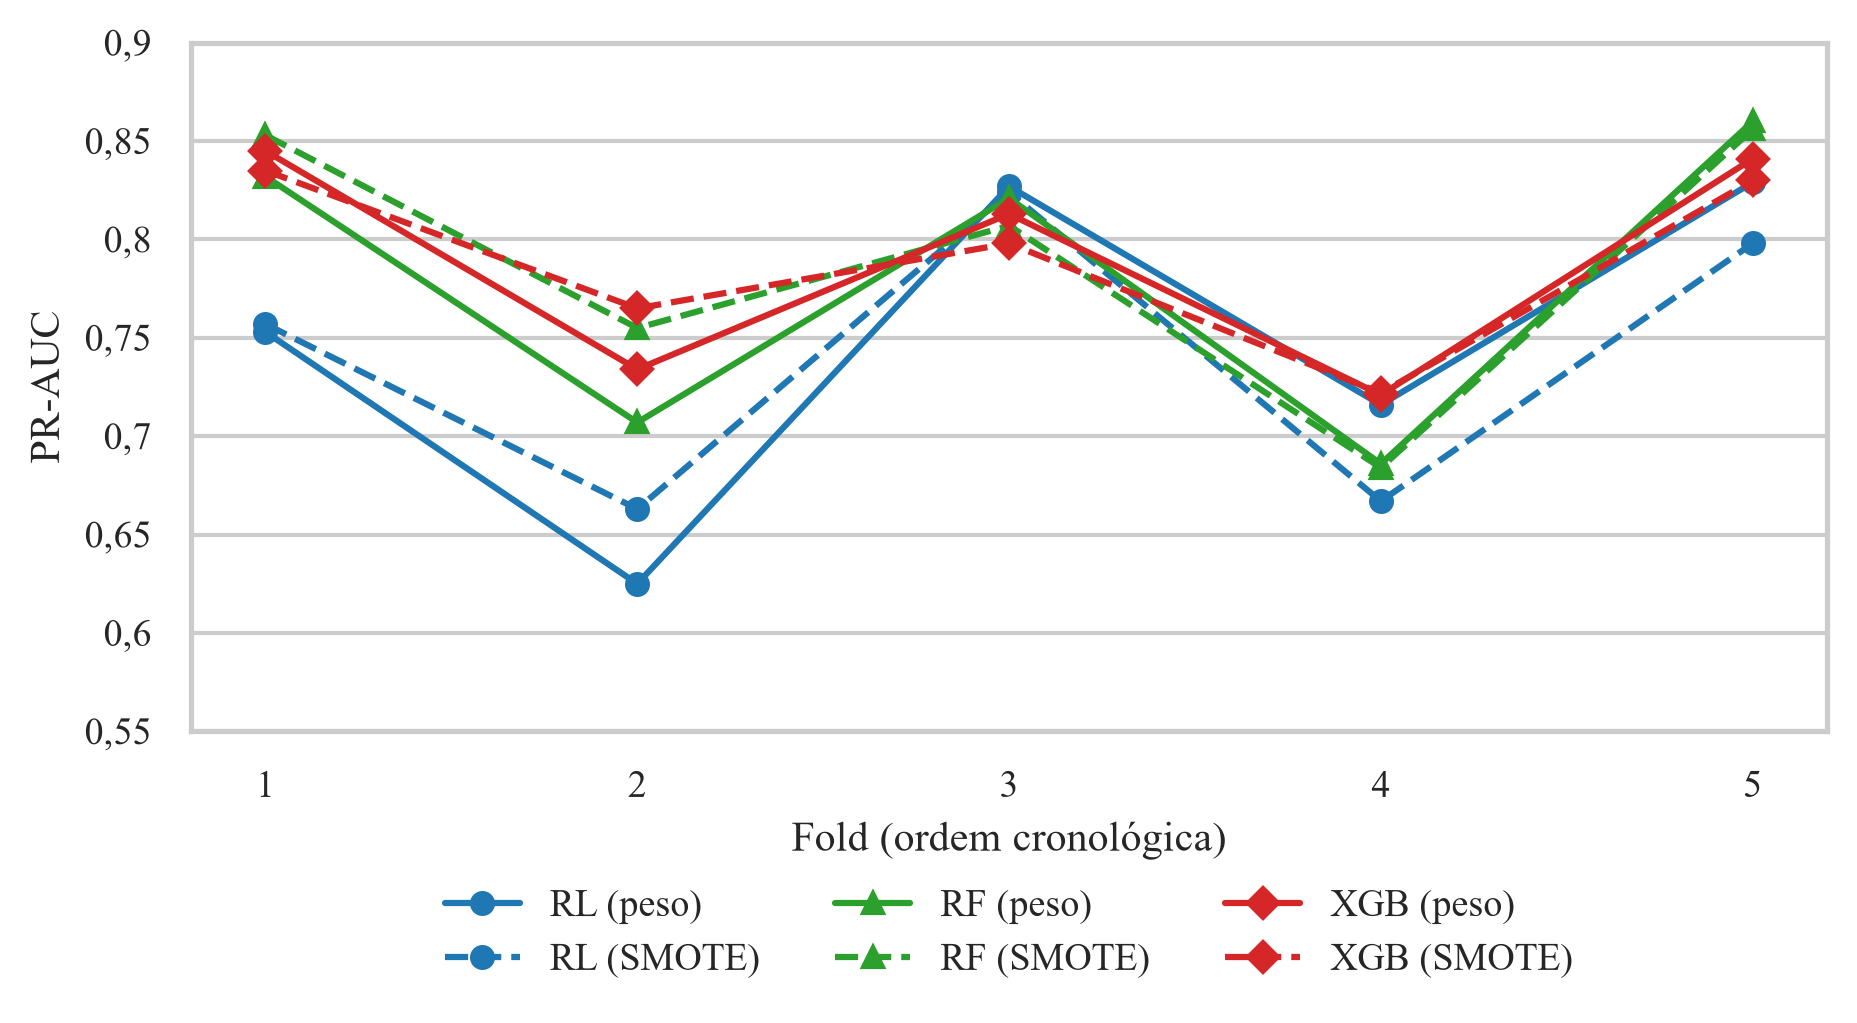 0,9
0,85
0,8
0,75
0,7
0,65
0,6
0,55
PR-AUC
1 2 3 4 5
Fold (ordem cronológica)
RL (peso) RF (peso) XGB (peso)
RL (SMOTE) RF (SMOTE) XGB (SMOTE)